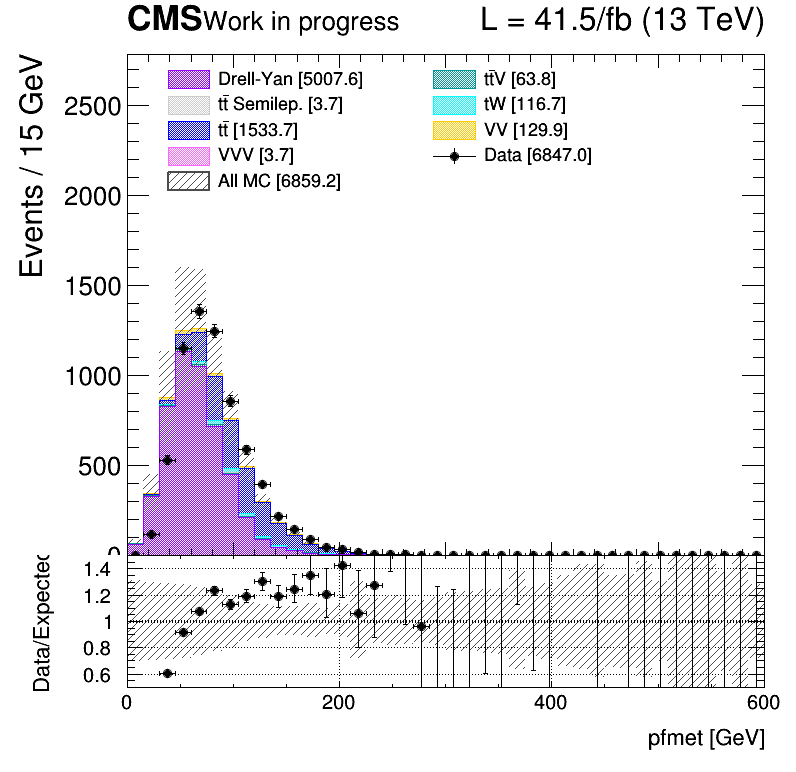 CMS Work in progress L = 41.5/fb (13 TeV)
Events / 15 GeV
2500
2000
1500
1000
500
0
Drell-Yan [5007.6]
tt̄ Semilep. [3.7]
tt̄ [1533.7]
VVV [3.7]
All MC [6859.2]
tt̄V [63.8]
tW [116.7]
VV [129.9]
Data [6847.0]
Data/Expected
1.4
1.2
1
0.8
0.6
0 200 400 600
pfmet [GeV]